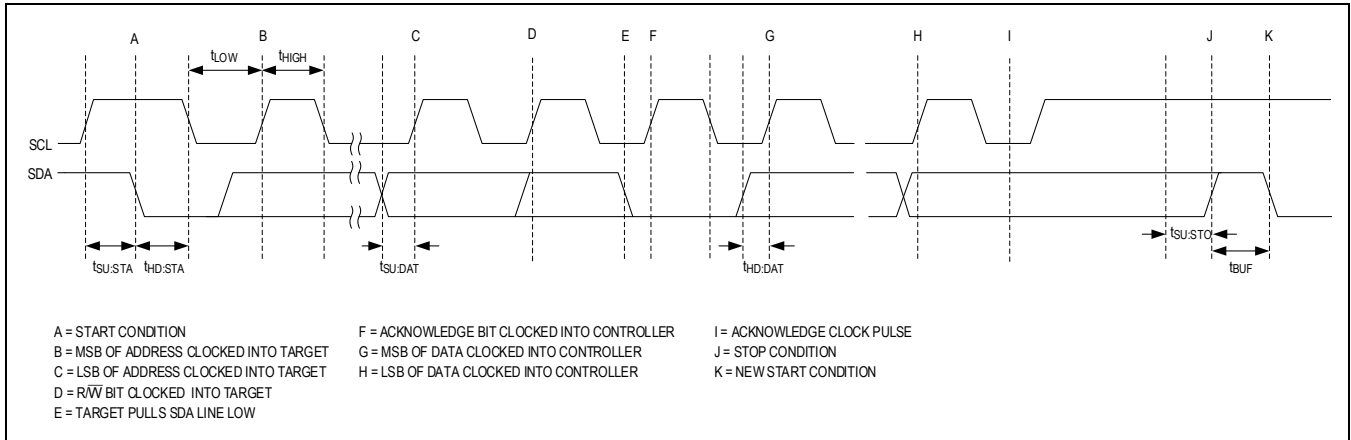 A B C D E F G H I J K
tLOW tHIGH
SCL
SDA
tSU:STA tHD:STA tSU:DAT tHD:DAT tSU:STO tBUF
A = START CONDITION
B = MSB OF ADDRESS CLOCKED INTO TARGET
C = LSB OF ADDRESS CLOCKED INTO TARGET
D = R/W̅ BIT CLOCKED INTO TARGET
E = TARGET PULLS SDA LINE LOW
F = ACKNOWLEDGE BIT CLOCKED INTO CONTROLLER
G = MSB OF DATA CLOCKED INTO CONTROLLER
H = LSB OF DATA CLOCKED INTO CONTROLLER
I = ACKNOWLEDGE CLOCK PULSE
J = STOP CONDITION
K = NEW START CONDITION